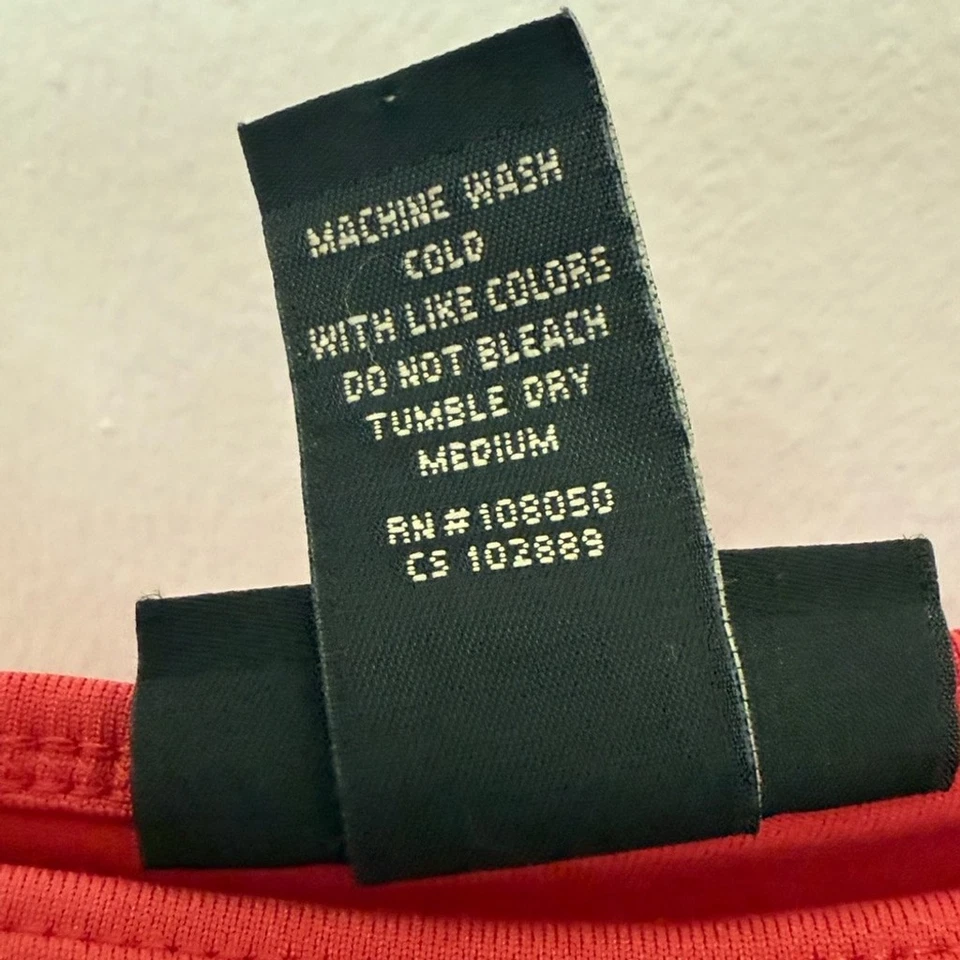 MACHINE WASH
COLD
WITH LIKE COLORS
DO NOT BLEACH
TUMBLE DRY
MEDIUM
RN#108050
CS 102889